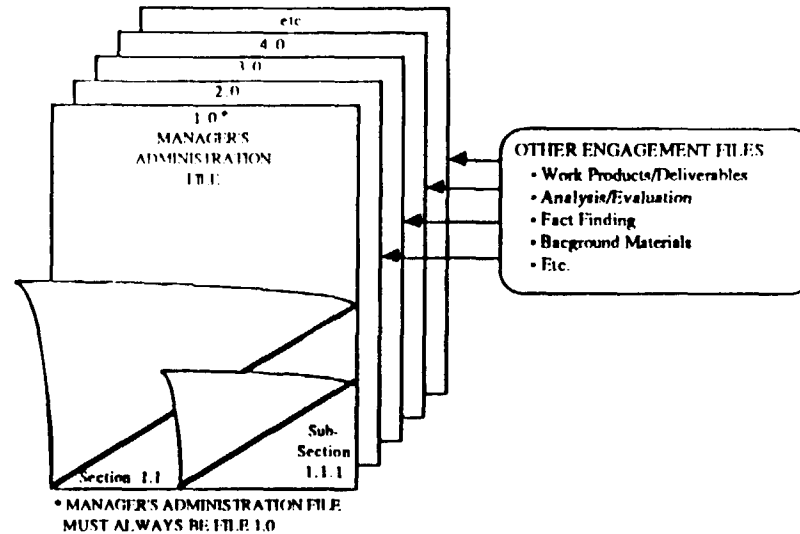 etc
4.0
3.0
2.0
1.0*
MANAGER'S
ADMINISTRATION
FILE
OTHER ENGAGEMENT FILES
• Work Products/Deliverables
• Analysis/Evaluation
• Fact Finding
• Bacground Materials
• Etc.
Sub-
Section
1.1.1
Section 1.1
* MANAGER'S ADMINISTRATION FILE
MUST ALWAYS BE FILE 1.0